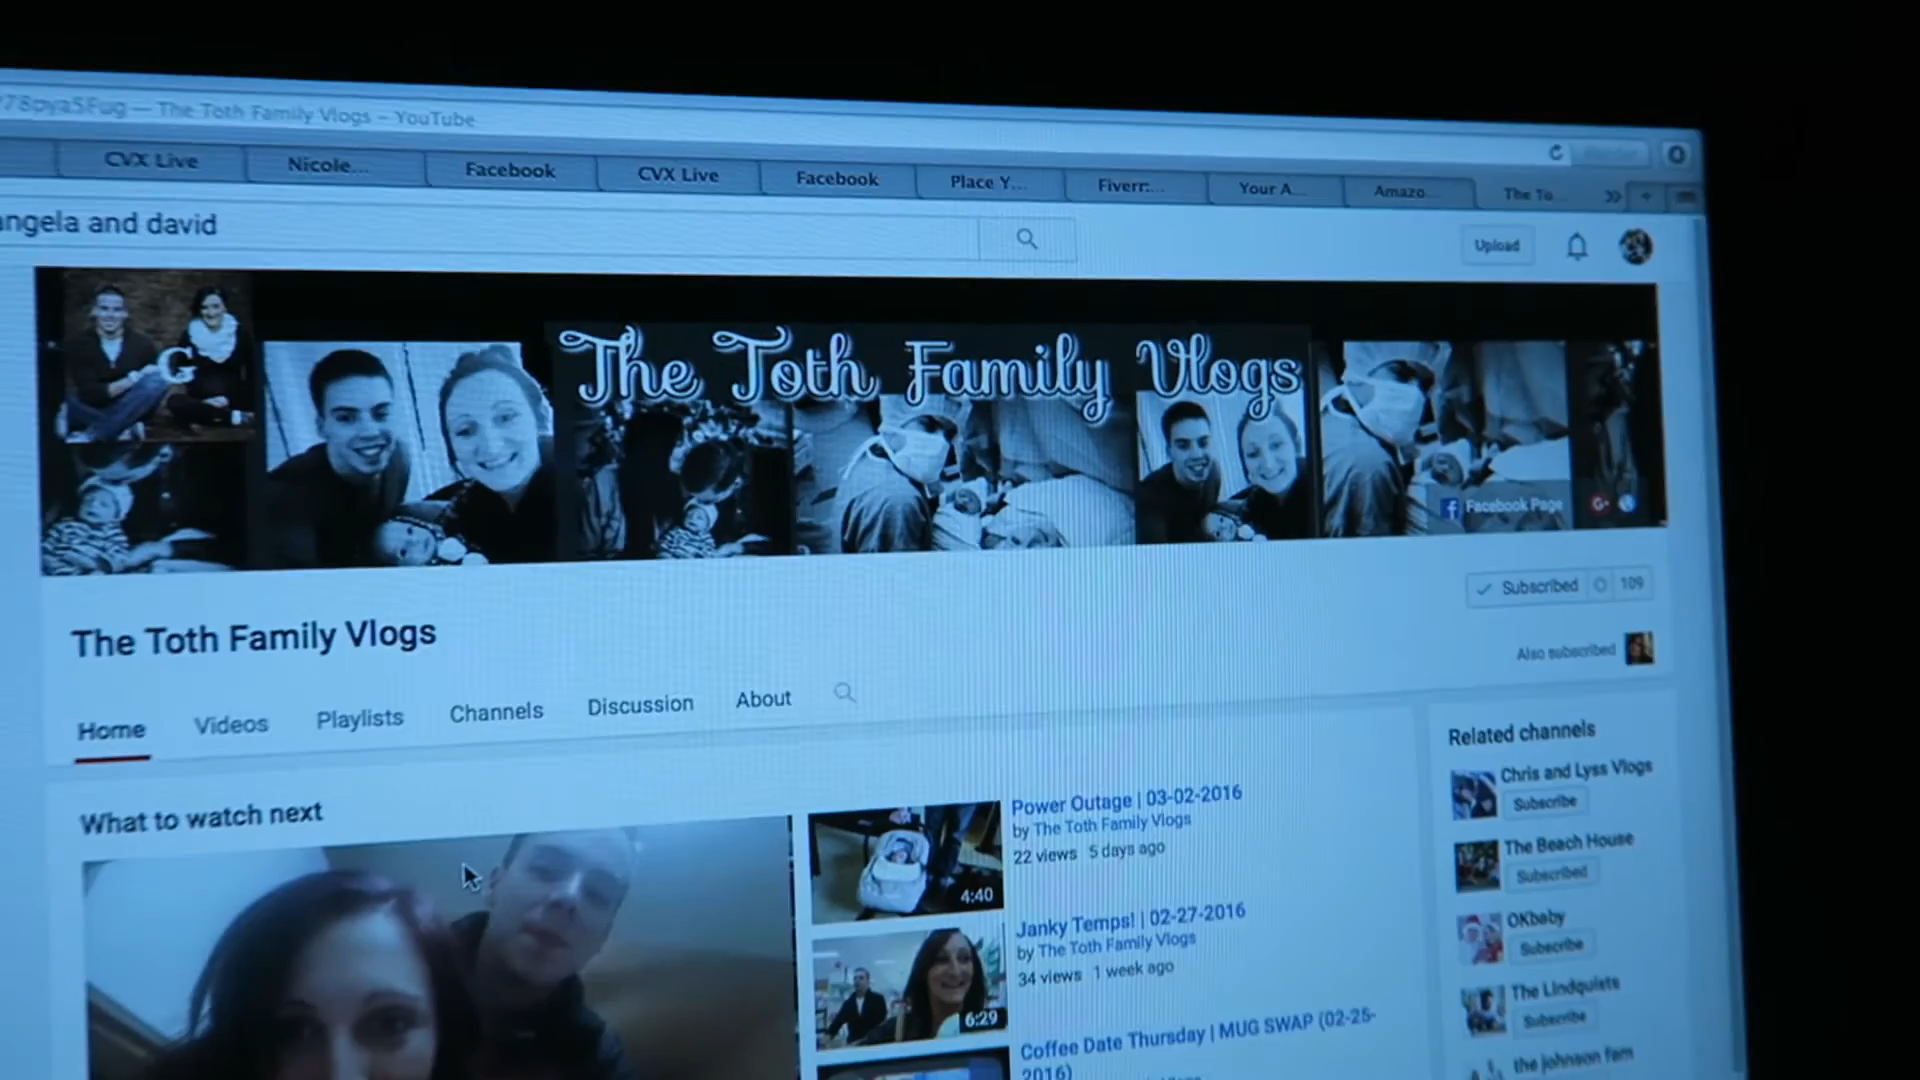 78pya5Fug — The Toth Family Vlogs – YouTube
CVX Live
Nicole...
Facebook
CVX Live
Facebook
Place Y...
Fiverr:...
Your A...
Amazo...
The To...
angela and david
Upload
G
The Toth Family Vlogs
Facebook Page
G+
Subscribed 109
The Toth Family Vlogs
Also subscribed
Home
Videos
Playlists
Channels
Discussion
About
Related channels
What to watch next
Power Outage | 03-02-2016
by The Toth Family Vlogs
22 views 5 days ago
4:40
Janky Temps! | 02-27-2016
by The Toth Family Vlogs
34 views 1 week ago
6:29
Coffee Date Thursday | MUG SWAP (02-25-
2016)
Chris and Lyss Vlogs
Subscribe
The Beach House
Subscribed
OKbaby
Subscribe
The Lindquists
Subscribe
the johnson fam